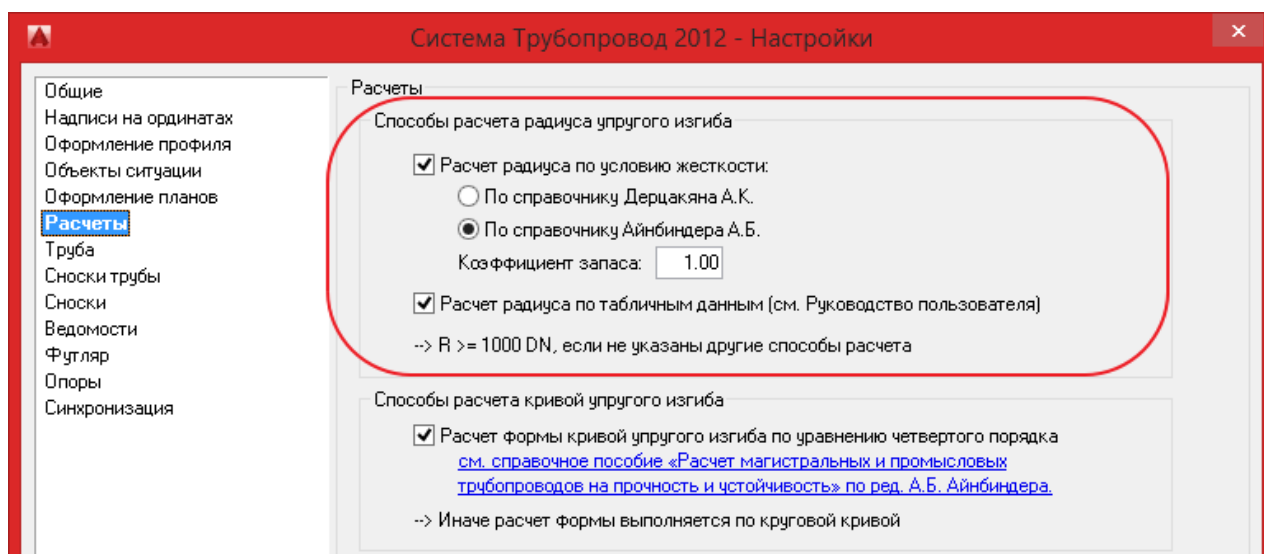 Система Трубопровод 2012 - Настройки
Общие
Надписи на ординатах
Оформление профиля
Объекты ситуации
Оформление планов
Расчеты
Труба
Сноски трубы
Сноски
Ведомости
Футляр
Опоры
Синхронизация
Расчеты
Способы расчета радиуса упругого изгиба
Расчет радиуса по условию жесткости:
По справочнику Дерцакяна А.К.
По справочнику Айнбиндера А.Б.
Коэффициент запаса: 1.00
Расчет радиуса по табличным данным (см. Руководство пользователя)
--> R >= 1000 DN, если не указаны другие способы расчета
Способы расчета кривой упругого изгиба
Расчет формы кривой упругого изгиба по уравнению четвертого порядка
см. справочное пособие «Расчет магистральных и промысловых
трубопроводов на прочность и устойчивость» по ред. А.Б. Айнбиндера.
--> Иначе расчет формы выполняется по круговой кривой